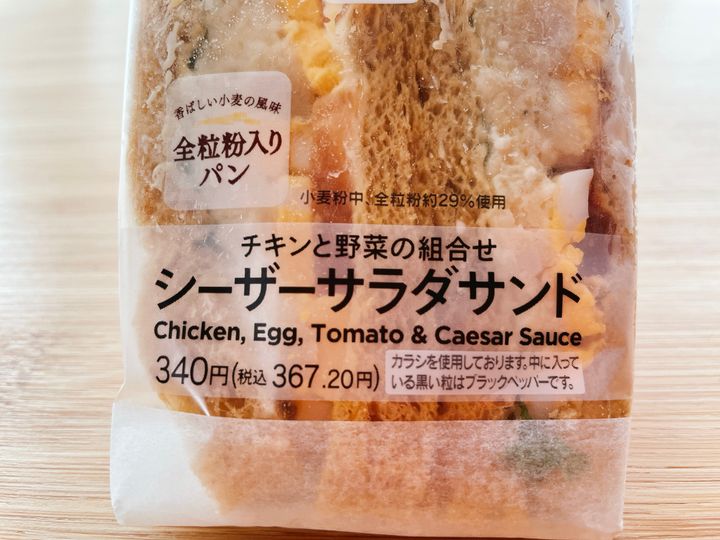 香ばしい小麦の風味
全粒粉入り
パン
小麦粉中、全粒粉約29%使用
チキンと野菜の組合せ
シーザーサラダサンド
Chicken, Egg, Tomato & Caesar Sauce
340円(税込 367.20円)
カラシを使用しております。中に入って
いる黒い粒はブラックペッパーです。